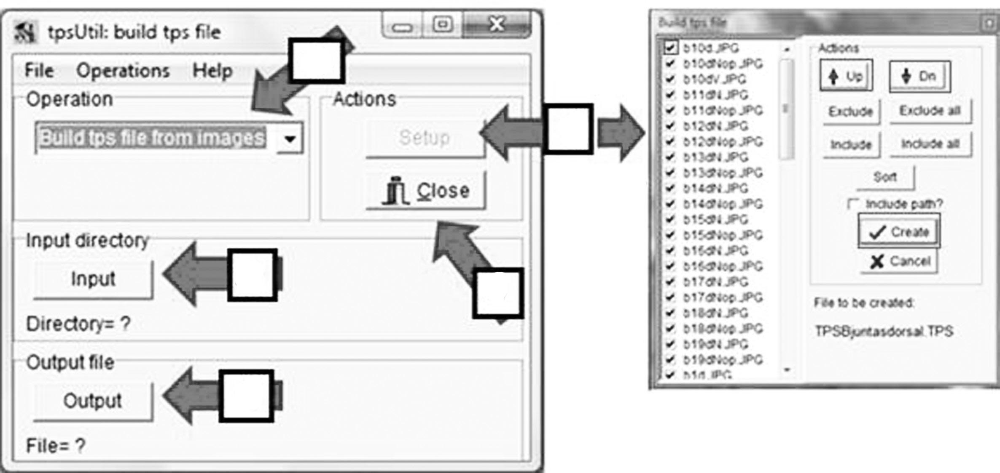 tpsUtil: build tps file
File Operations Help
Operation
Build tps file from images
Actions
Setup
Close
Input directory
Input
Directory= ?
Output file
Output
File= ?
Build tps file
b10d.JPG
b10dNop.JPG
b10dV.JPG
b11dN.JPG
b11dNop.JPG
b12dN.JPG
b12dNop.JPG
b13dN.JPG
b13dNop.JPG
b14dN.JPG
b14dNop.JPG
b15dN.JPG
b15dNop.JPG
b16dN.JPG
b16dNop.JPG
b17dN.JPG
b17dNop.JPG
b18dN.JPG
b18dNop.JPG
b19dN.JPG
b19dNop.JPG
b1d.JPG
Actions
Up Dn
Exclude Exclude all
Include Include all
Sort
Include path?
Create
Cancel
File to be created:
TPSBjuntasdorsal.TPS